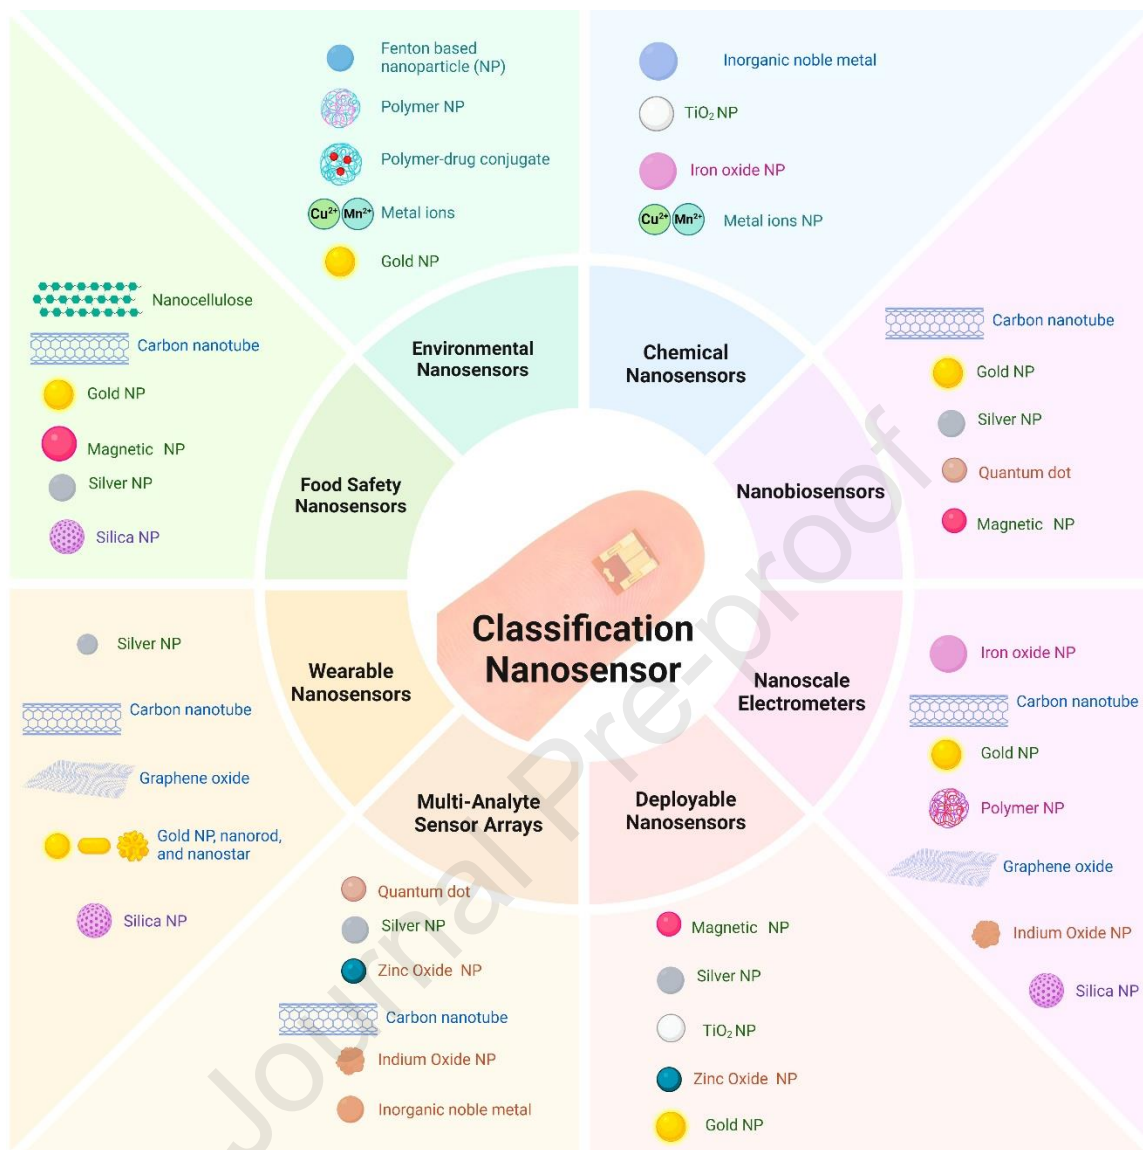 Fenton based
nanoparticle (NP)
Polymer NP
Polymer-drug conjugate
Cu²⁺ Mn²⁺ Metal ions
Gold NP
Inorganic noble metal
TiO₂ NP
Iron oxide NP
Cu²⁺ Mn²⁺ Metal ions NP
Nanocellulose
Carbon nanotube
Gold NP
Magnetic NP
Silver NP
Silica NP
Environmental
Nanosensors
Chemical
Nanosensors
Carbon nanotube
Gold NP
Silver NP
Quantum dot
Magnetic NP
Food Safety
Nanosensors
Nanobiosensors
Classification
Nanosensor
Wearable
Nanosensors
Nanoscale
Electrometers
Multi-Analyte
Sensor Arrays
Deployable
Nanosensors
Silver NP
Carbon nanotube
Graphene oxide
Gold NP, nanorod,
and nanostar
Silica NP
Iron oxide NP
Carbon nanotube
Gold NP
Polymer NP
Graphene oxide
Indium Oxide NP
Silica NP
Quantum dot
Silver NP
Zinc Oxide NP
Carbon nanotube
Indium Oxide NP
Inorganic noble metal
Magnetic NP
Silver NP
TiO₂ NP
Zinc Oxide NP
Gold NP
Journal Pre-proof